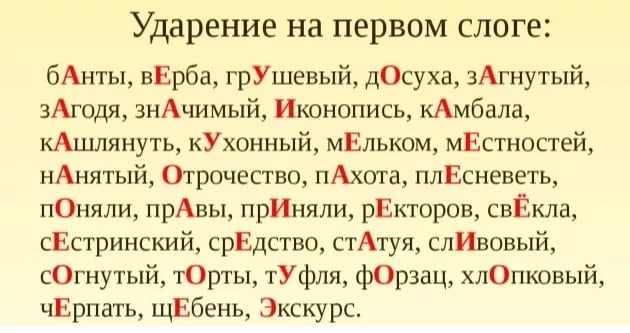 Ударение на первом слоге:
бАнты, вЕрба, грУшевый, дОсуха, зАгнутый,
зАгодя, знАчимый, Иконопись, кАмбала,
кАшлянуть, кУхонный, мЕльком, мЕстностей,
нАнятый, Отрочество, пАхота, плЕсневеть,
пОняли, прАвы, прИняли, рЕкторов, свЁкла,
сЕстринский, срЕдство, стАтуя, слИвовый,
сОгнутый, тОрты, тУфля, фОрзац, хлОпковый,
чЕрпать, щЕбень, Экскурс.